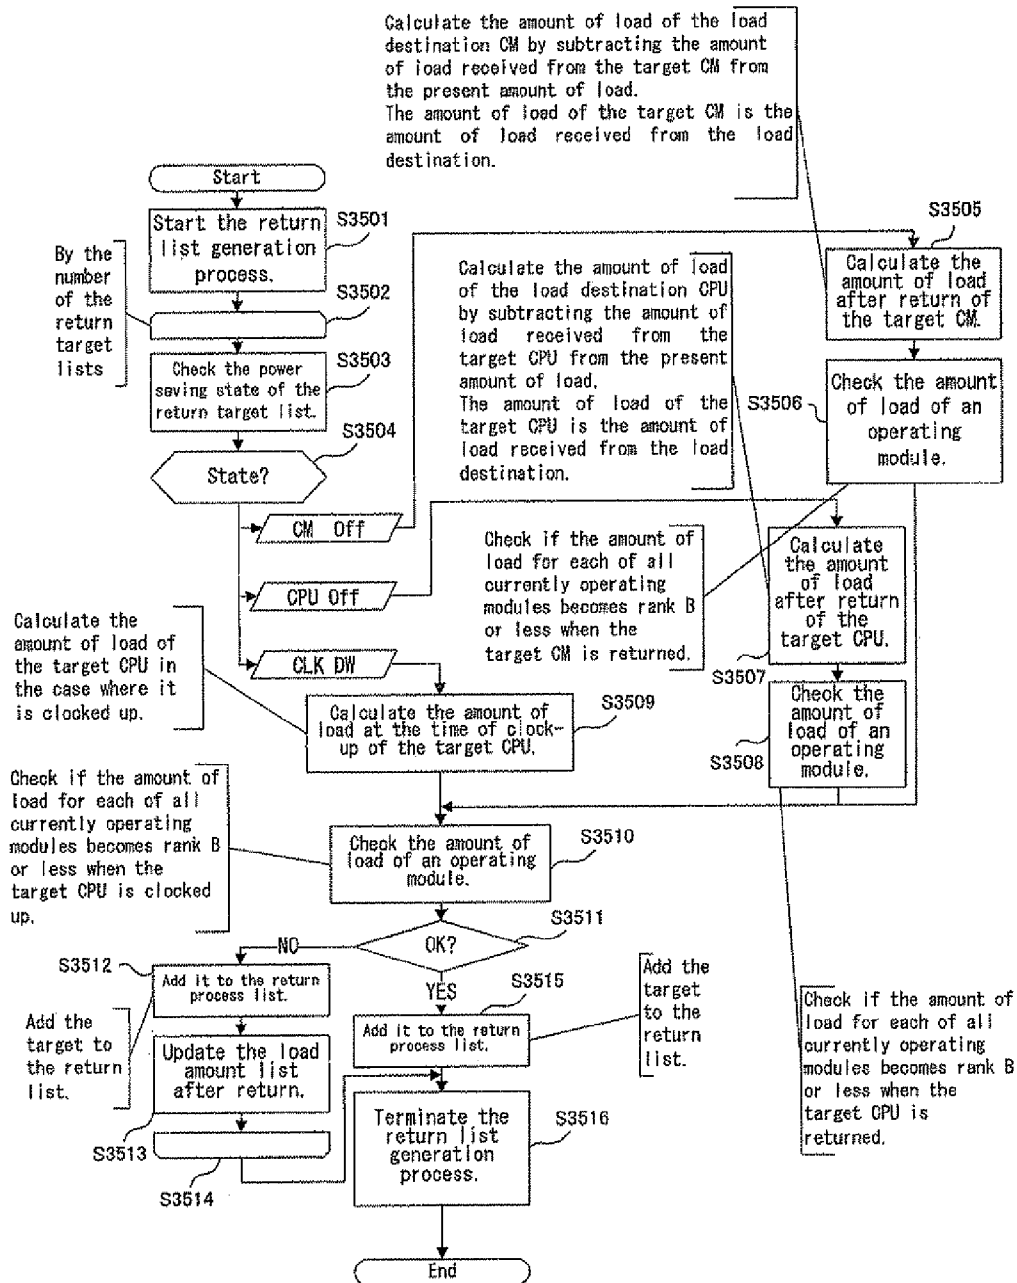 Calculate the amount of load of the load
destination CM by subtracting the amount
of load received from the target CM from
the present amount of load.
The amount of load of the target CM is the
amount of load received from the load
destination.
Start
S3501
Start the return
list generation
process.
By the
number
of the
return
target
lists
S3502
S3503
Check the power
saving state of the
return target list.
S3504
State?
CM Off
CPU Off
CLK DW
Calculate the amount of load
of the load destination CPU
by subtracting the amount of
load received from the
target CPU from the present
amount of load.
The amount of load of the
target CPU is the amount of
load received from the load
destination.
S3505
Calculate the
amount of load
after return of
the target CM.
S3506
Check the amount
of load of an
operating
module.
Check if the amount of
load for each of all
currently operating
modules becomes rank B
or less when the
target CM is returned.
Calculate
the amount
of load
after return
of the
target CPU.
S3507
Check the
amount of
load of an
operating
module.
S3508
Calculate the
amount of load of
the target CPU in
the case where it
is clocked up.
S3509
Calculate the amount of
load at the time of clock-
up of the target CPU.
Check if the amount of
load for each of all
currently operating
modules becomes rank B
or less when the
target CPU is clocked
up.
S3510
Check the amount of
load of an operating
module.
S3511
OK?
NO
YES
S3512
Add it to the return
process list.
Add the
target to
the return
list.
Update the load
amount list
after return.
S3513
S3514
S3515
Add it to the return
process list.
Add the
target
to the
return
list.
S3516
Terminate the
return list
generation
process.
Check if the amount of
load for each of all
currently operating
modules becomes rank B
or less when the
target CPU is
returned.
End